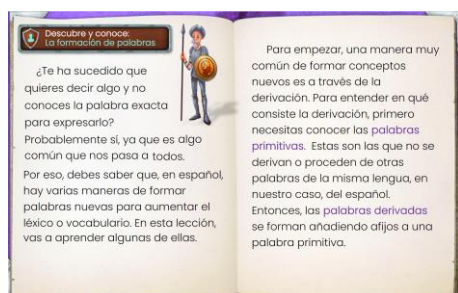 Descubre y conoce:
La formación de palabras
¿Te ha sucedido que
quieres decir algo y no
conoces la palabra exacta
para expresarlo?
Probablemente sí, ya que es algo
común que nos pasa a todos.
Por eso, debes saber que, en español,
hay varias maneras de formar
palabras nuevas para aumentar el
léxico o vocabulario. En esta lección,
vas a aprender algunas de ellas.
Para empezar, una manera muy
común de formar conceptos
nuevos es a través de la
derivación. Para entender en qué
consiste la derivación, primero
necesitas conocer las palabras
primitivas. Estas son las que no se
derivan o proceden de otras
palabras de la misma lengua, en
nuestro caso, del español.
Entonces, las palabras derivadas
se forman añadiendo afijos a una
palabra primitiva.